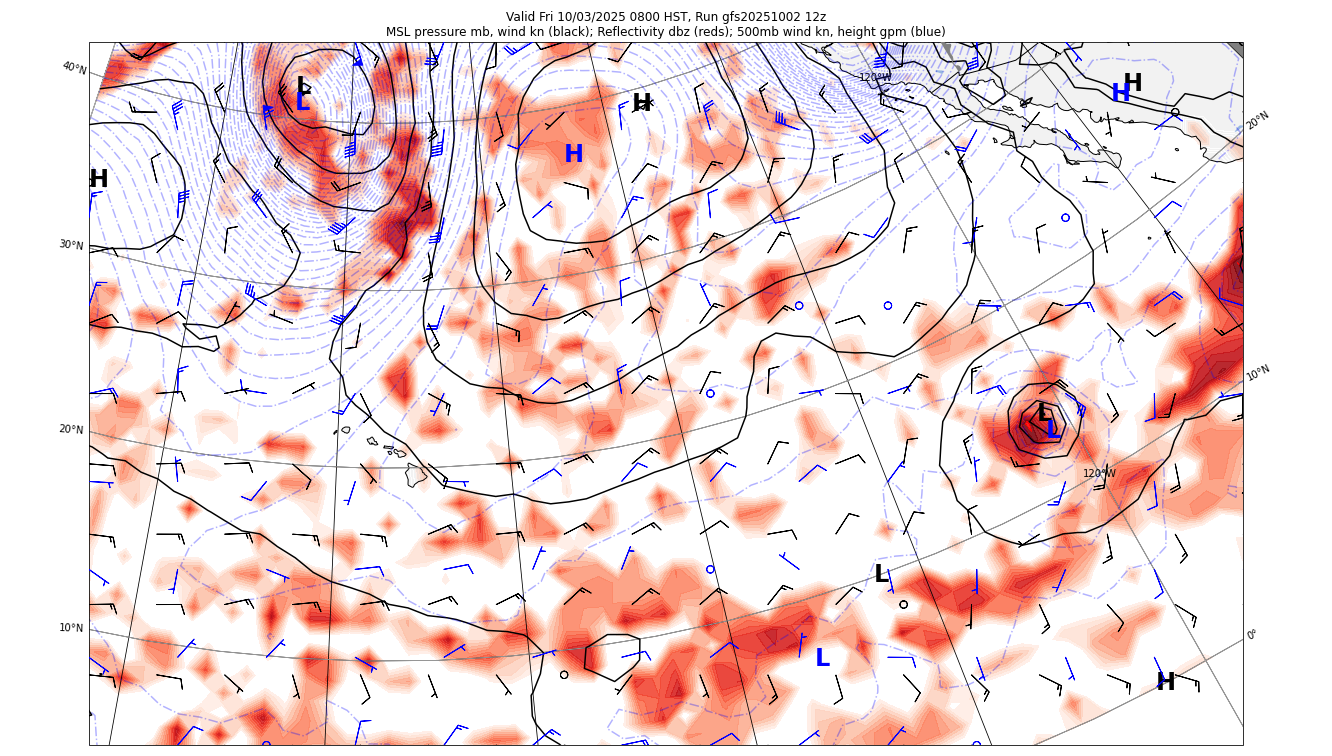 Valid Fri 10/03/2025 0800 HST, Run gfs20251002 12z
MSL pressure mb, wind kn (black); Reflectivity dbz (reds); 500mb wind kn, height gpm (blue)
40°N
L
L
H
H
120°W
H
H
20°N
H
30°N
10°N
20°N
L
L
120°W
L
10°N
0°
L
H